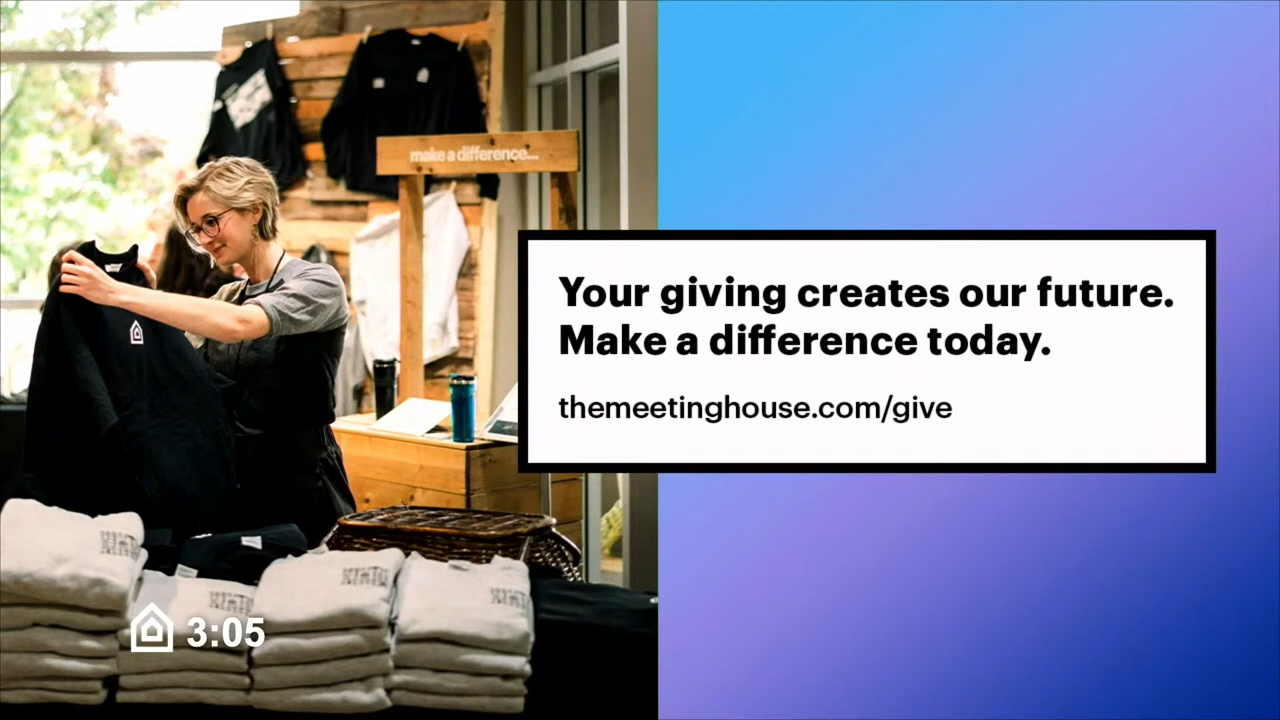 make a difference...
Your giving creates our future.
Make a difference today.
themeetinghouse.com/give
3:05